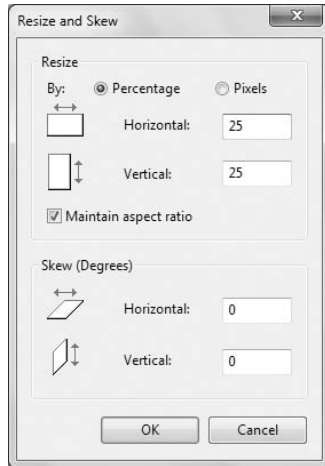 Resize and Skew
Resize
By: Percentage Pixels
Horizontal: 25
Vertical: 25
Maintain aspect ratio
Skew (Degrees)
Horizontal: 0
Vertical: 0
OK Cancel